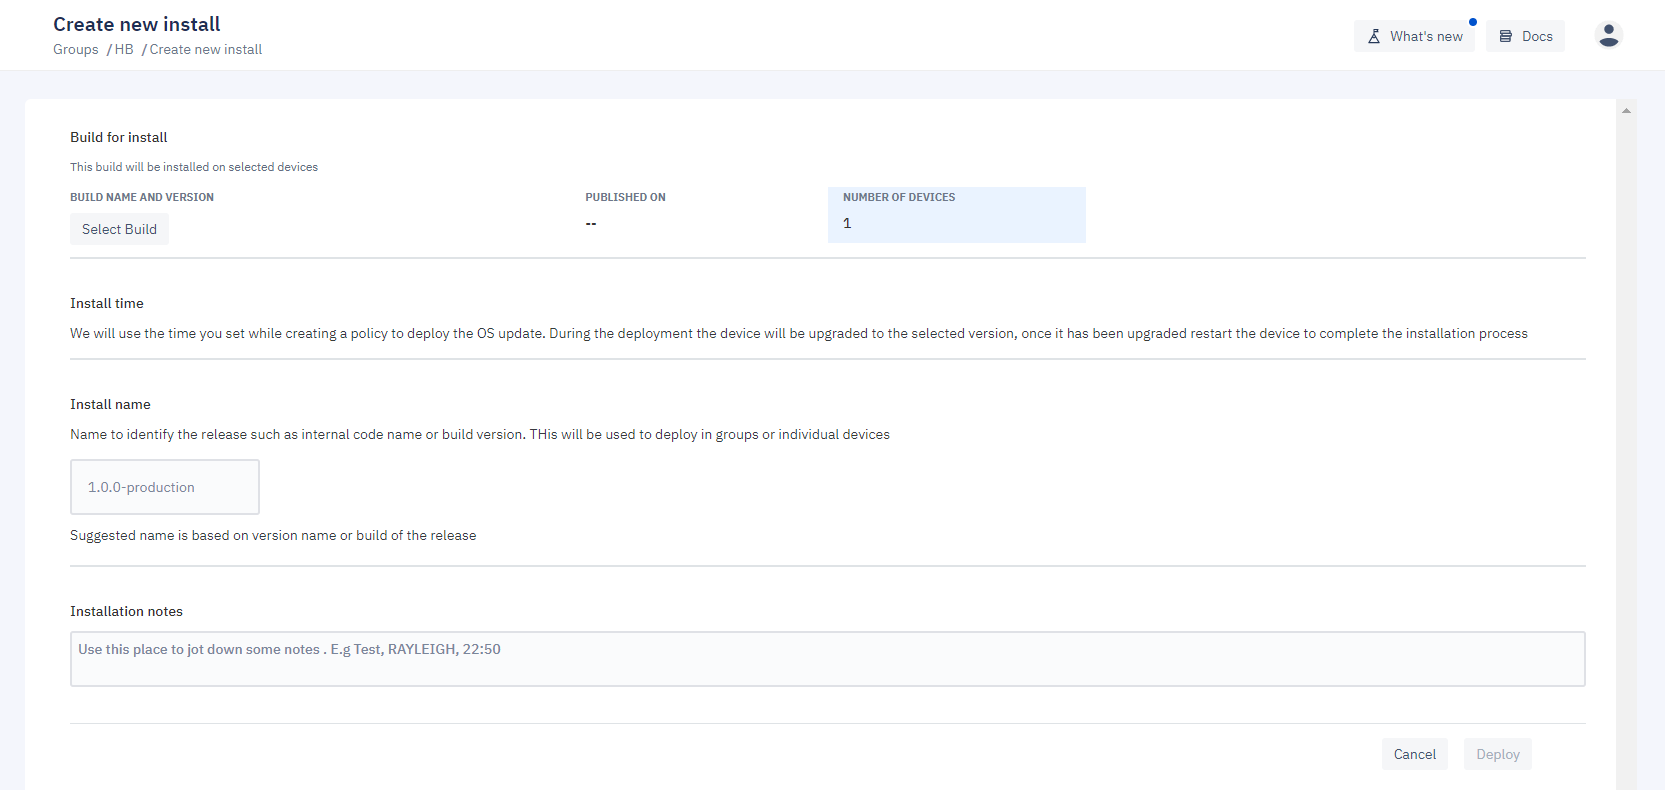 Create new install
Groups / HB / Create new install
What's new
Docs
Build for install
This build will be installed on selected devices
BUILD NAME AND VERSION
PUBLISHED ON
NUMBER OF DEVICES
Select Build
--
1
Install time
We will use the time you set while creating a policy to deploy the OS update. During the deployment the device will be upgraded to the selected version, once it has been upgraded restart the device to complete the installation process
Install name
Name to identify the release such as internal code name or build version. THis will be used to deploy in groups or individual devices
1.0.0-production
Suggested name is based on version name or build of the release
Installation notes
Use this place to jot down some notes . E.g Test, RAYLEIGH, 22:50
Cancel
Deploy